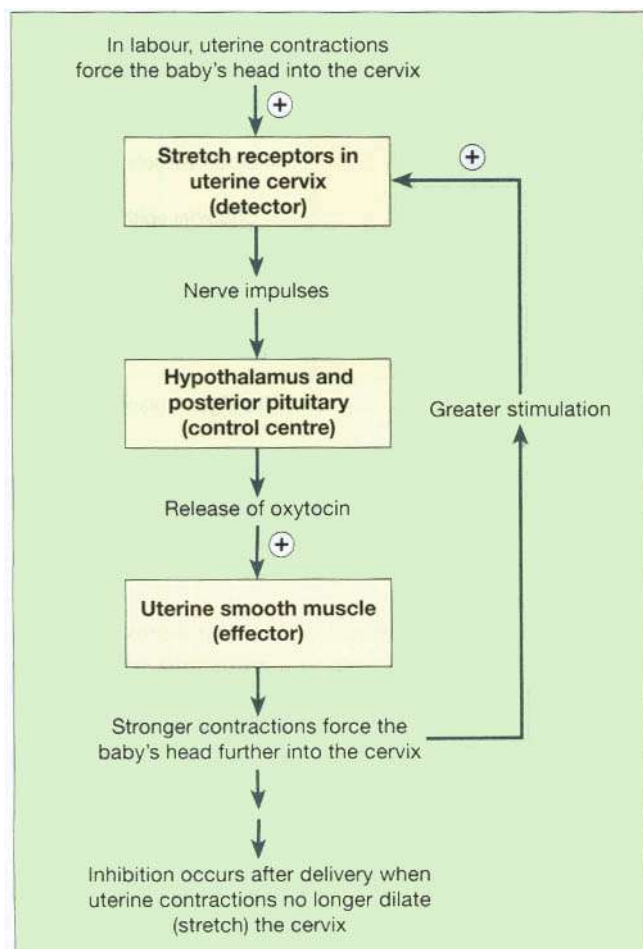 In labour, uterine contractions
force the baby's head into the cervix
+
Stretch receptors in
uterine cervix
(detector)
+
Nerve impulses
Hypothalamus and
posterior pituitary
(control centre)
Greater stimulation
Release of oxytocin
+
Uterine smooth muscle
(effector)
Stronger contractions force the
baby's head further into the cervix
Inhibition occurs after delivery when
uterine contractions no longer dilate
(stretch) the cervix